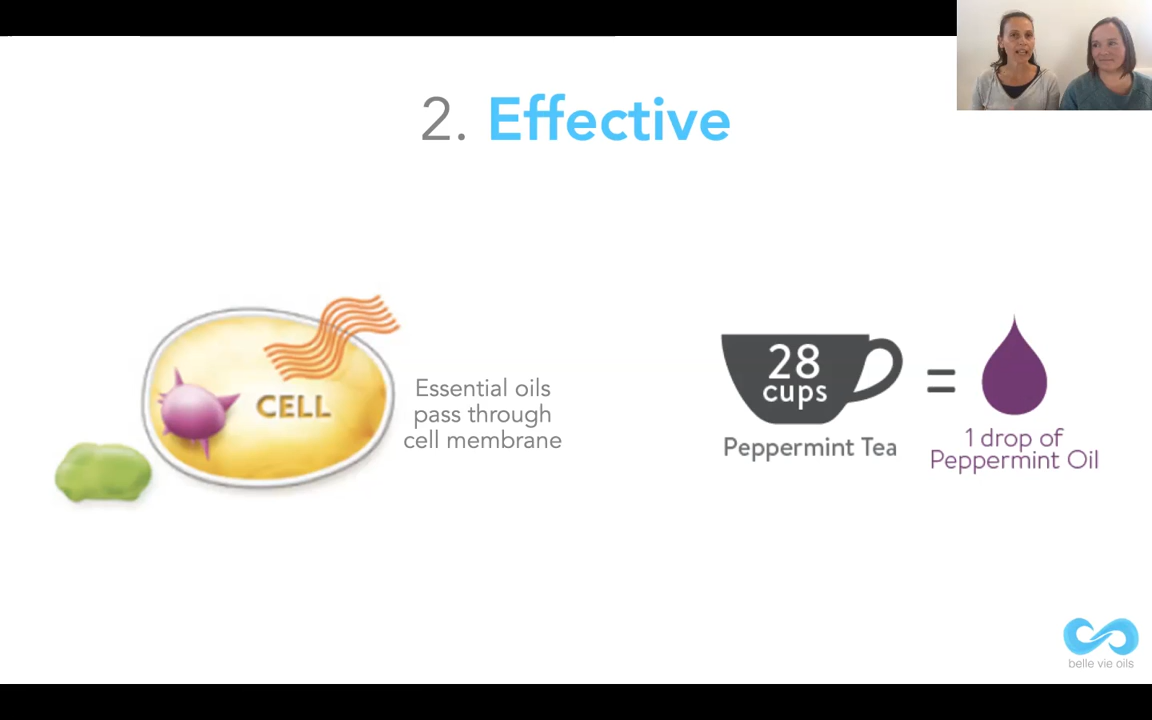 2. Effective
CELL
Essential oils
pass through
cell membrane
28
cups
Peppermint Tea
=
1 drop of
Peppermint Oil
belle vie oils